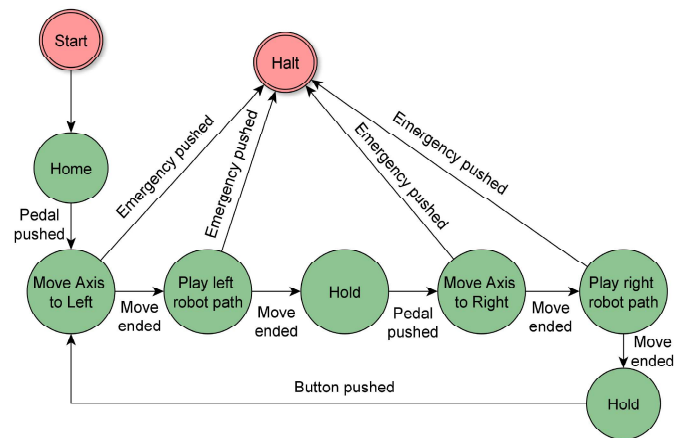 Start
Halt
Home
Pedal
pushed
Emergency pushed
Emergency pushed
Emergency pushed
Emergency pushed
Move Axis
to Left
Move
ended
Play left
robot path
Move
ended
Hold
Pedal
pushed
Move Axis
to Right
Move
ended
Play right
robot path
Move
ended
Button pushed
Hold